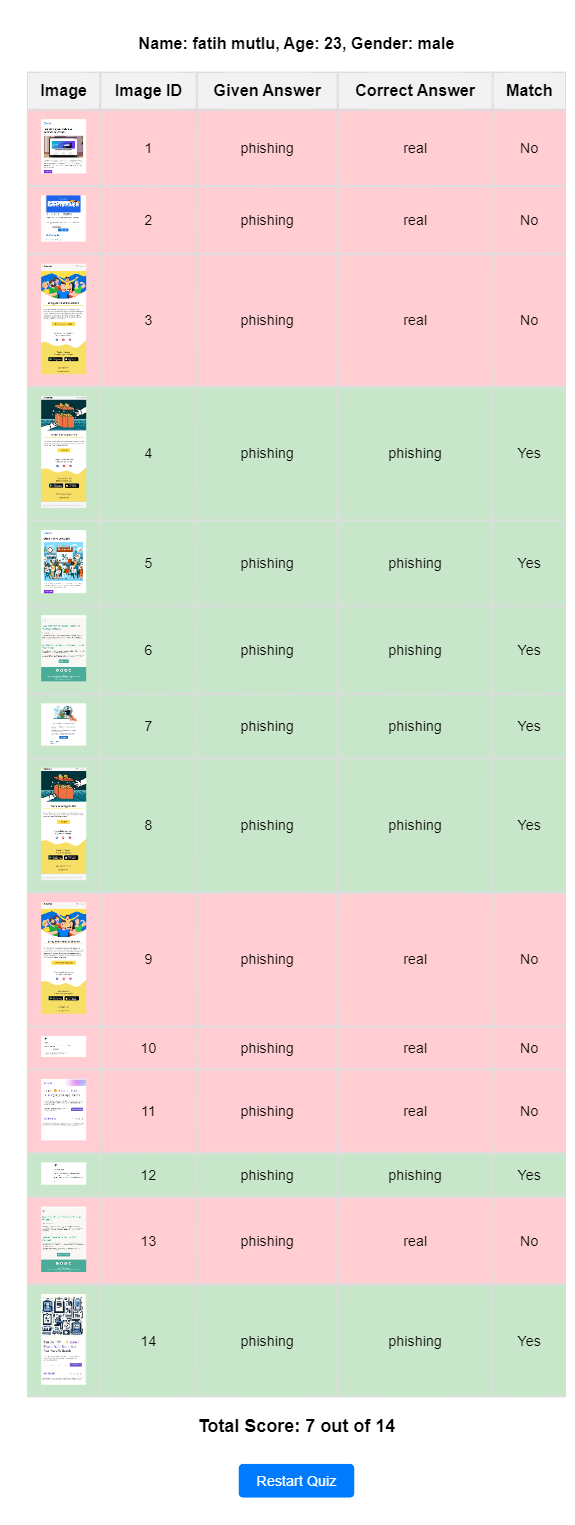 Name: fatih mutlu, Age: 23, Gender: male
Image Image ID Given Answer Correct Answer Match
1 phishing real No
2 phishing real No
3 phishing real No
4 phishing phishing Yes
5 phishing phishing Yes
6 phishing phishing Yes
7 phishing phishing Yes
8 phishing phishing Yes
9 phishing real No
10 phishing real No
11 phishing real No
12 phishing phishing Yes
13 phishing real No
14 phishing phishing Yes
Total Score: 7 out of 14
Restart Quiz